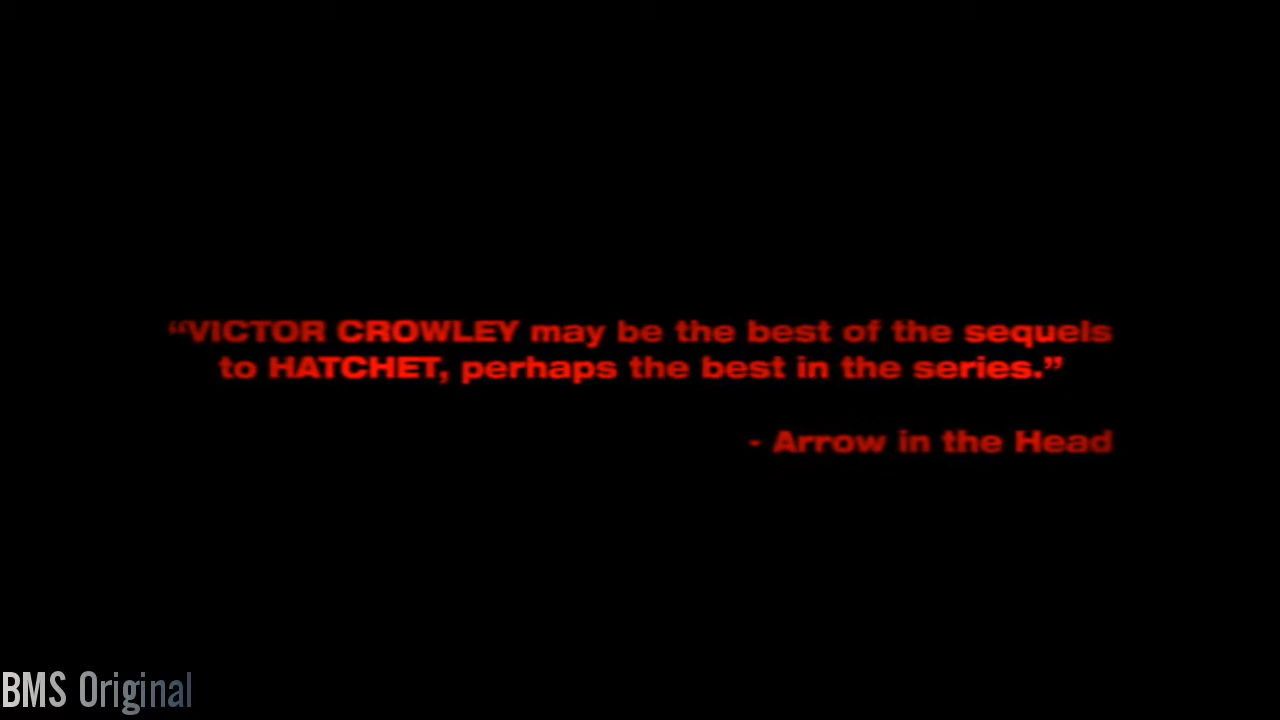 “VICTOR CROWLEY may be the best of the sequels
to HATCHET, perhaps the best in the series.”
- Arrow in the Head
BMS Original